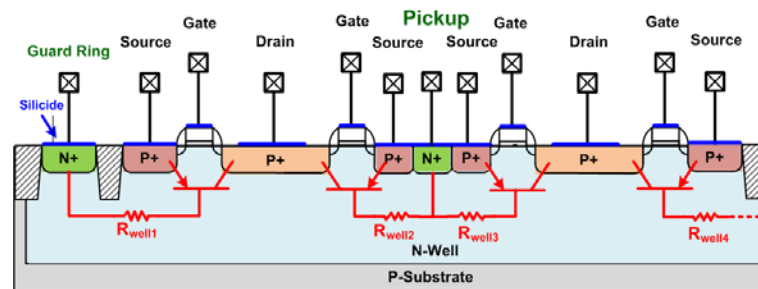 Pickup
Gate Gate Gate Gate
Guard Ring Source Drain Source Source Drain Source
Silicide
N+ P+ P+ P+ N+ P+ P+ P+
Rwell1 Rwell2 Rwell3 Rwell4
N-Well
P-Substrate